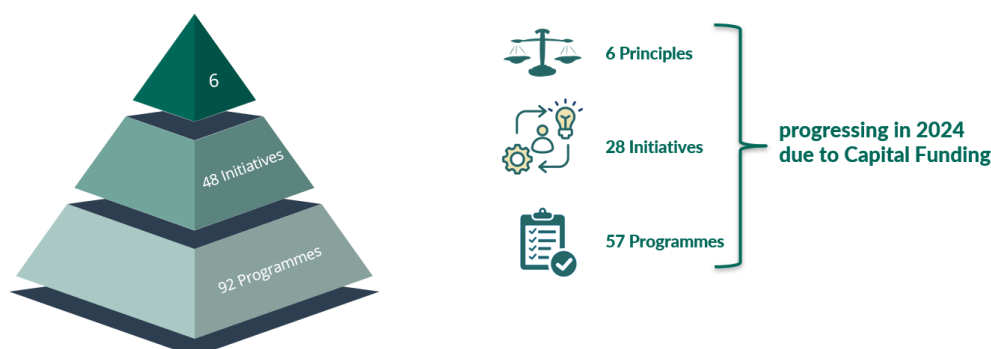 6
48 Initiatives
92 Programmes
6 Principles
28 Initiatives
57 Programmes
progressing in 2024
due to Capital Funding